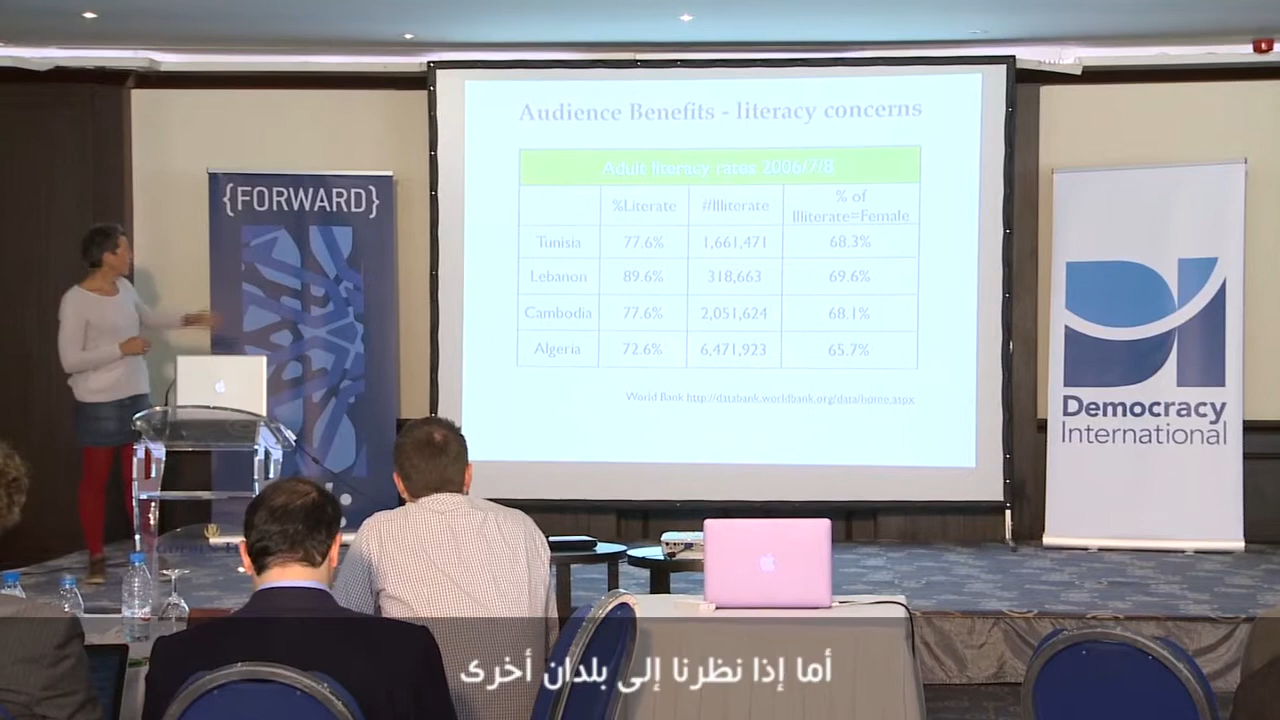 Audience Benefits - literacy concerns
Adult literacy rates 2006/7/8
%Literate #Illiterate % of Illiterate=Female
Tunisia 77.6% 1,661,471 68.3%
Lebanon 89.6% 318,663 69.6%
Cambodia 77.6% 2,051,624 68.1%
Algeria 72.6% 6,471,923 65.7%
World Bank http://databank.worldbank.org/data/home.aspx
{FORWARD}
DI
Democracy
International
أما إذا نظرنا إلى بلدان أخرى